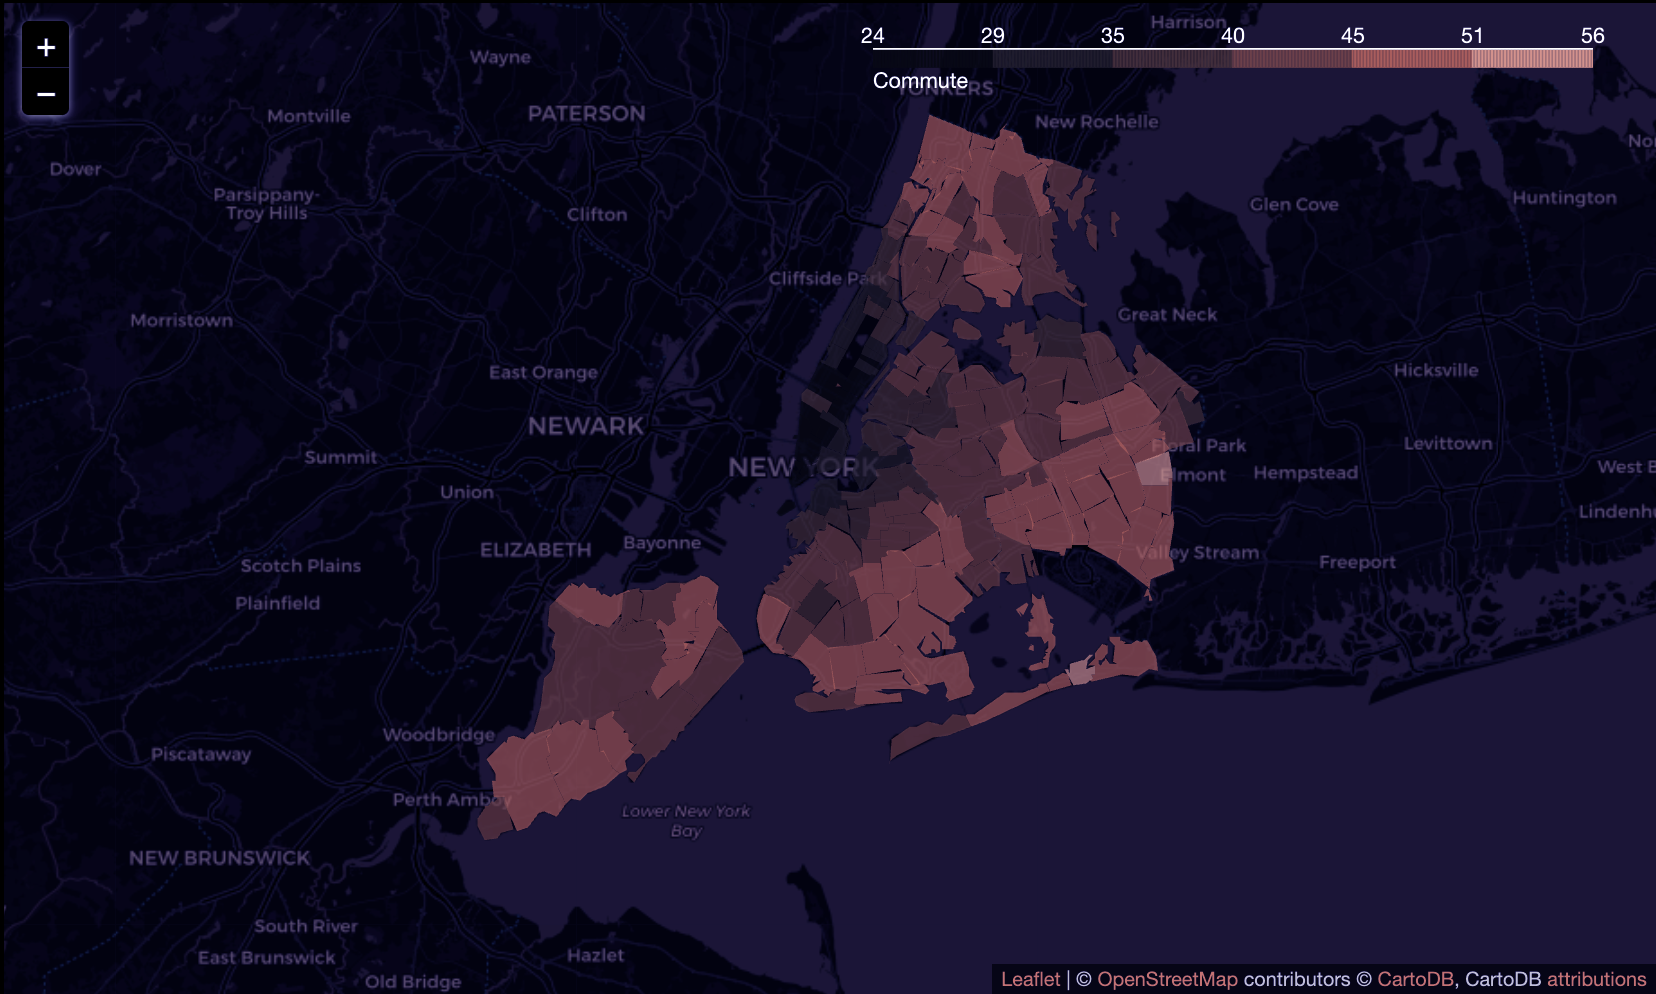 +
−
24 29 35 40 45 51 56
Commute
Harrison
Wayne
YONKERS
Montville
PATERSON
New Rochelle
Dover
Parsippany-
Troy Hills
Clifton
Glen Cove
Huntington
Cliffside Park
Morristown
Great Neck
East Orange
Hicksville
NEWARK
Floral Park
Levittown
Summit
NEW YORK
Elmont
Hempstead
West B
Union
Lindenhu
ELIZABETH
Bayonne
Valley Stream
Freeport
Scotch Plains
Plainfield
Woodbridge
Piscataway
Perth Amboy
Lower New York
Bay
NEW BRUNSWICK
South River
East Brunswick
Hazlet
Old Bridge
Leaflet | © OpenStreetMap contributors © CartoDB, CartoDB attributions